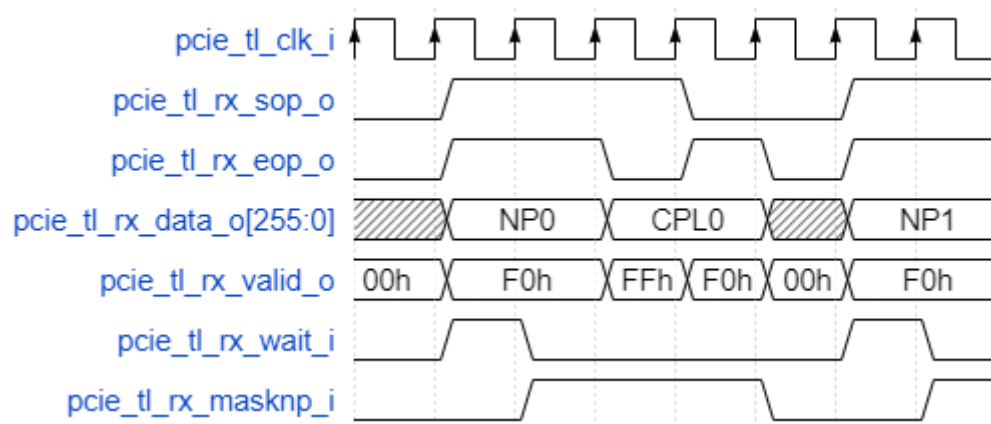 pcie_tl_clk_i
pcie_tl_rx_sop_o
pcie_tl_rx_eop_o
pcie_tl_rx_data_o[255:0] NP0 CPL0 NP1
pcie_tl_rx_valid_o 00h F0h FFh F0h 00h F0h
pcie_tl_rx_wait_i
pcie_tl_rx_masknp_i